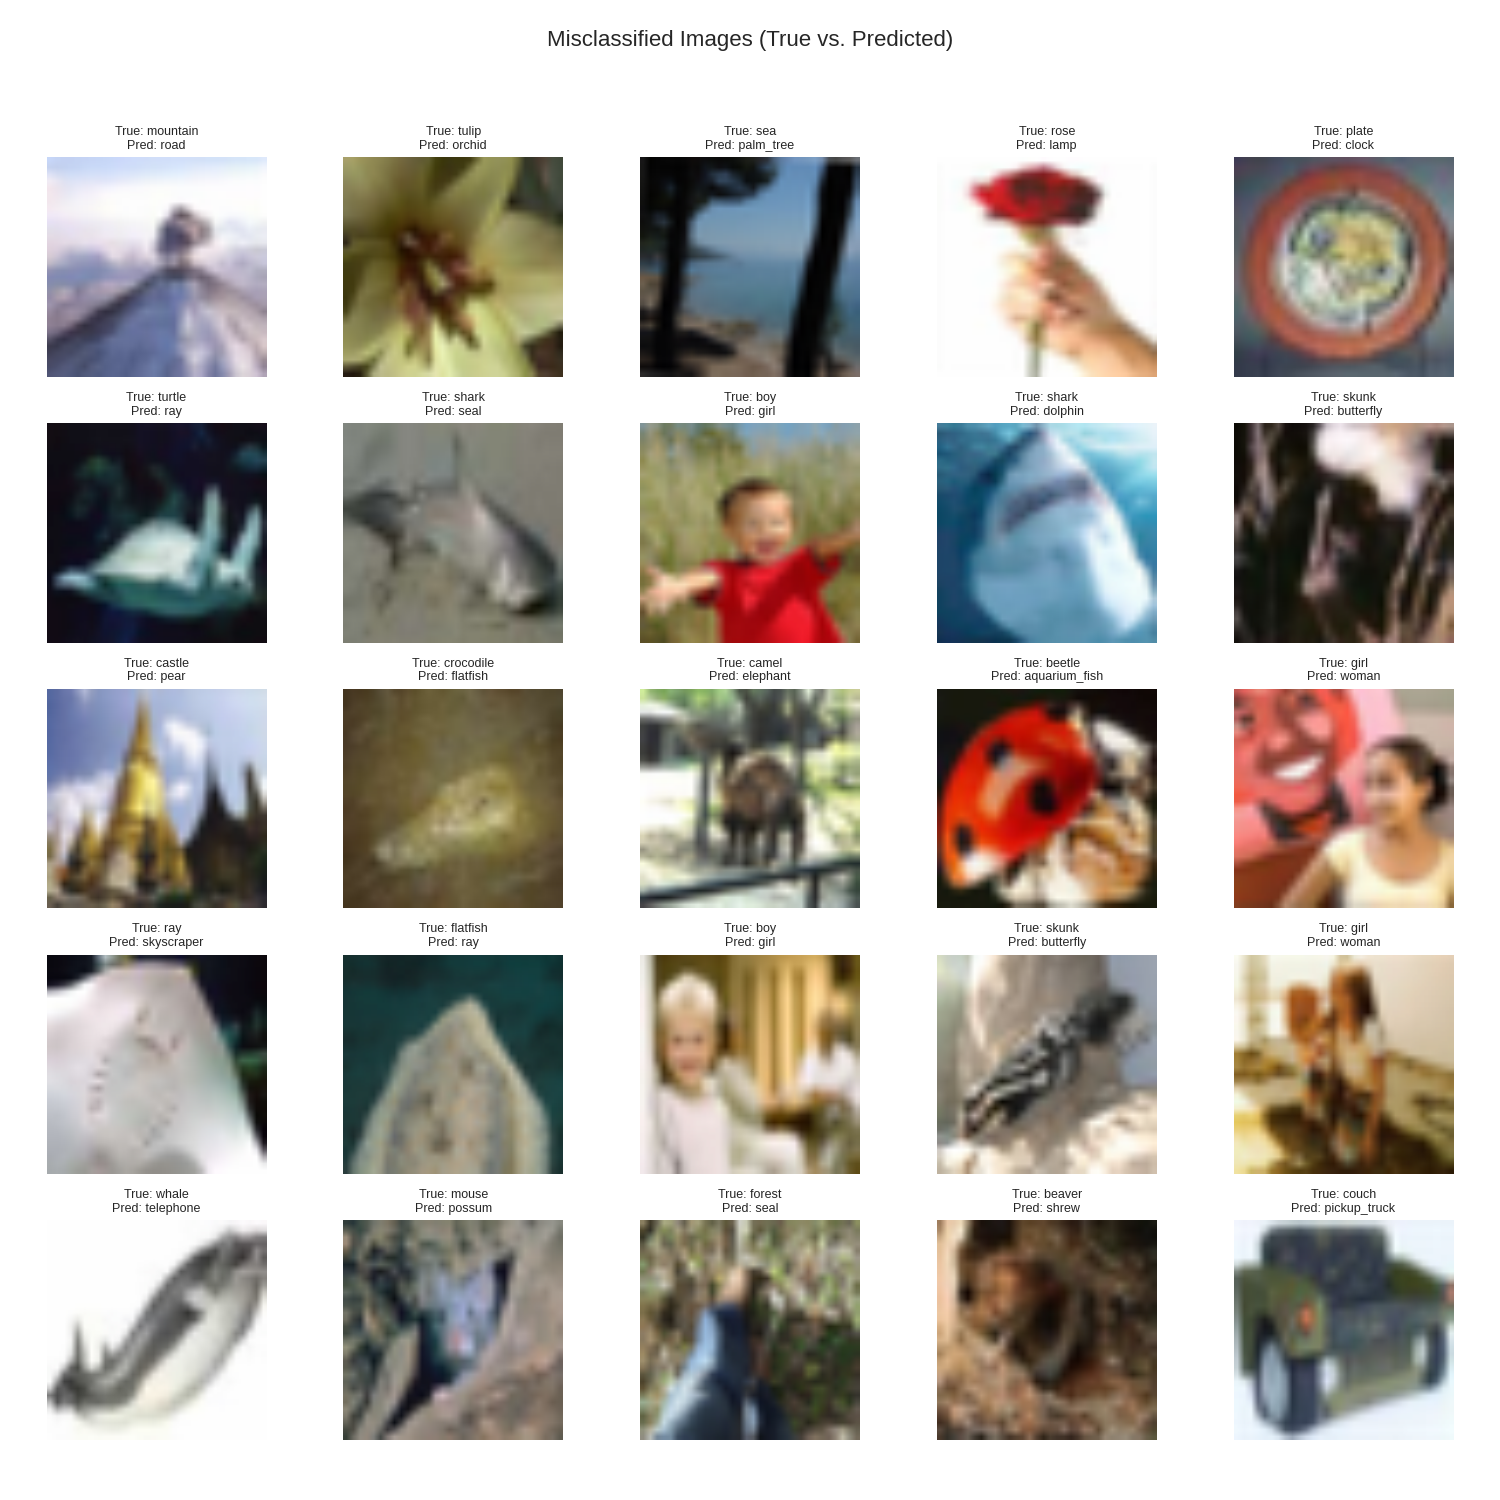 Misclassified Images (True vs. Predicted)
True: mountain
Pred: road
True: tulip
Pred: orchid
True: sea
Pred: palm_tree
True: rose
Pred: lamp
True: plate
Pred: clock
True: turtle
Pred: ray
True: shark
Pred: seal
True: boy
Pred: girl
True: shark
Pred: dolphin
True: skunk
Pred: butterfly
True: castle
Pred: pear
True: crocodile
Pred: flatfish
True: camel
Pred: elephant
True: beetle
Pred: aquarium_fish
True: girl
Pred: woman
True: ray
Pred: skyscraper
True: flatfish
Pred: ray
True: boy
Pred: girl
True: skunk
Pred: butterfly
True: girl
Pred: woman
True: whale
Pred: telephone
True: mouse
Pred: possum
True: forest
Pred: seal
True: beaver
Pred: shrew
True: couch
Pred: pickup_truck